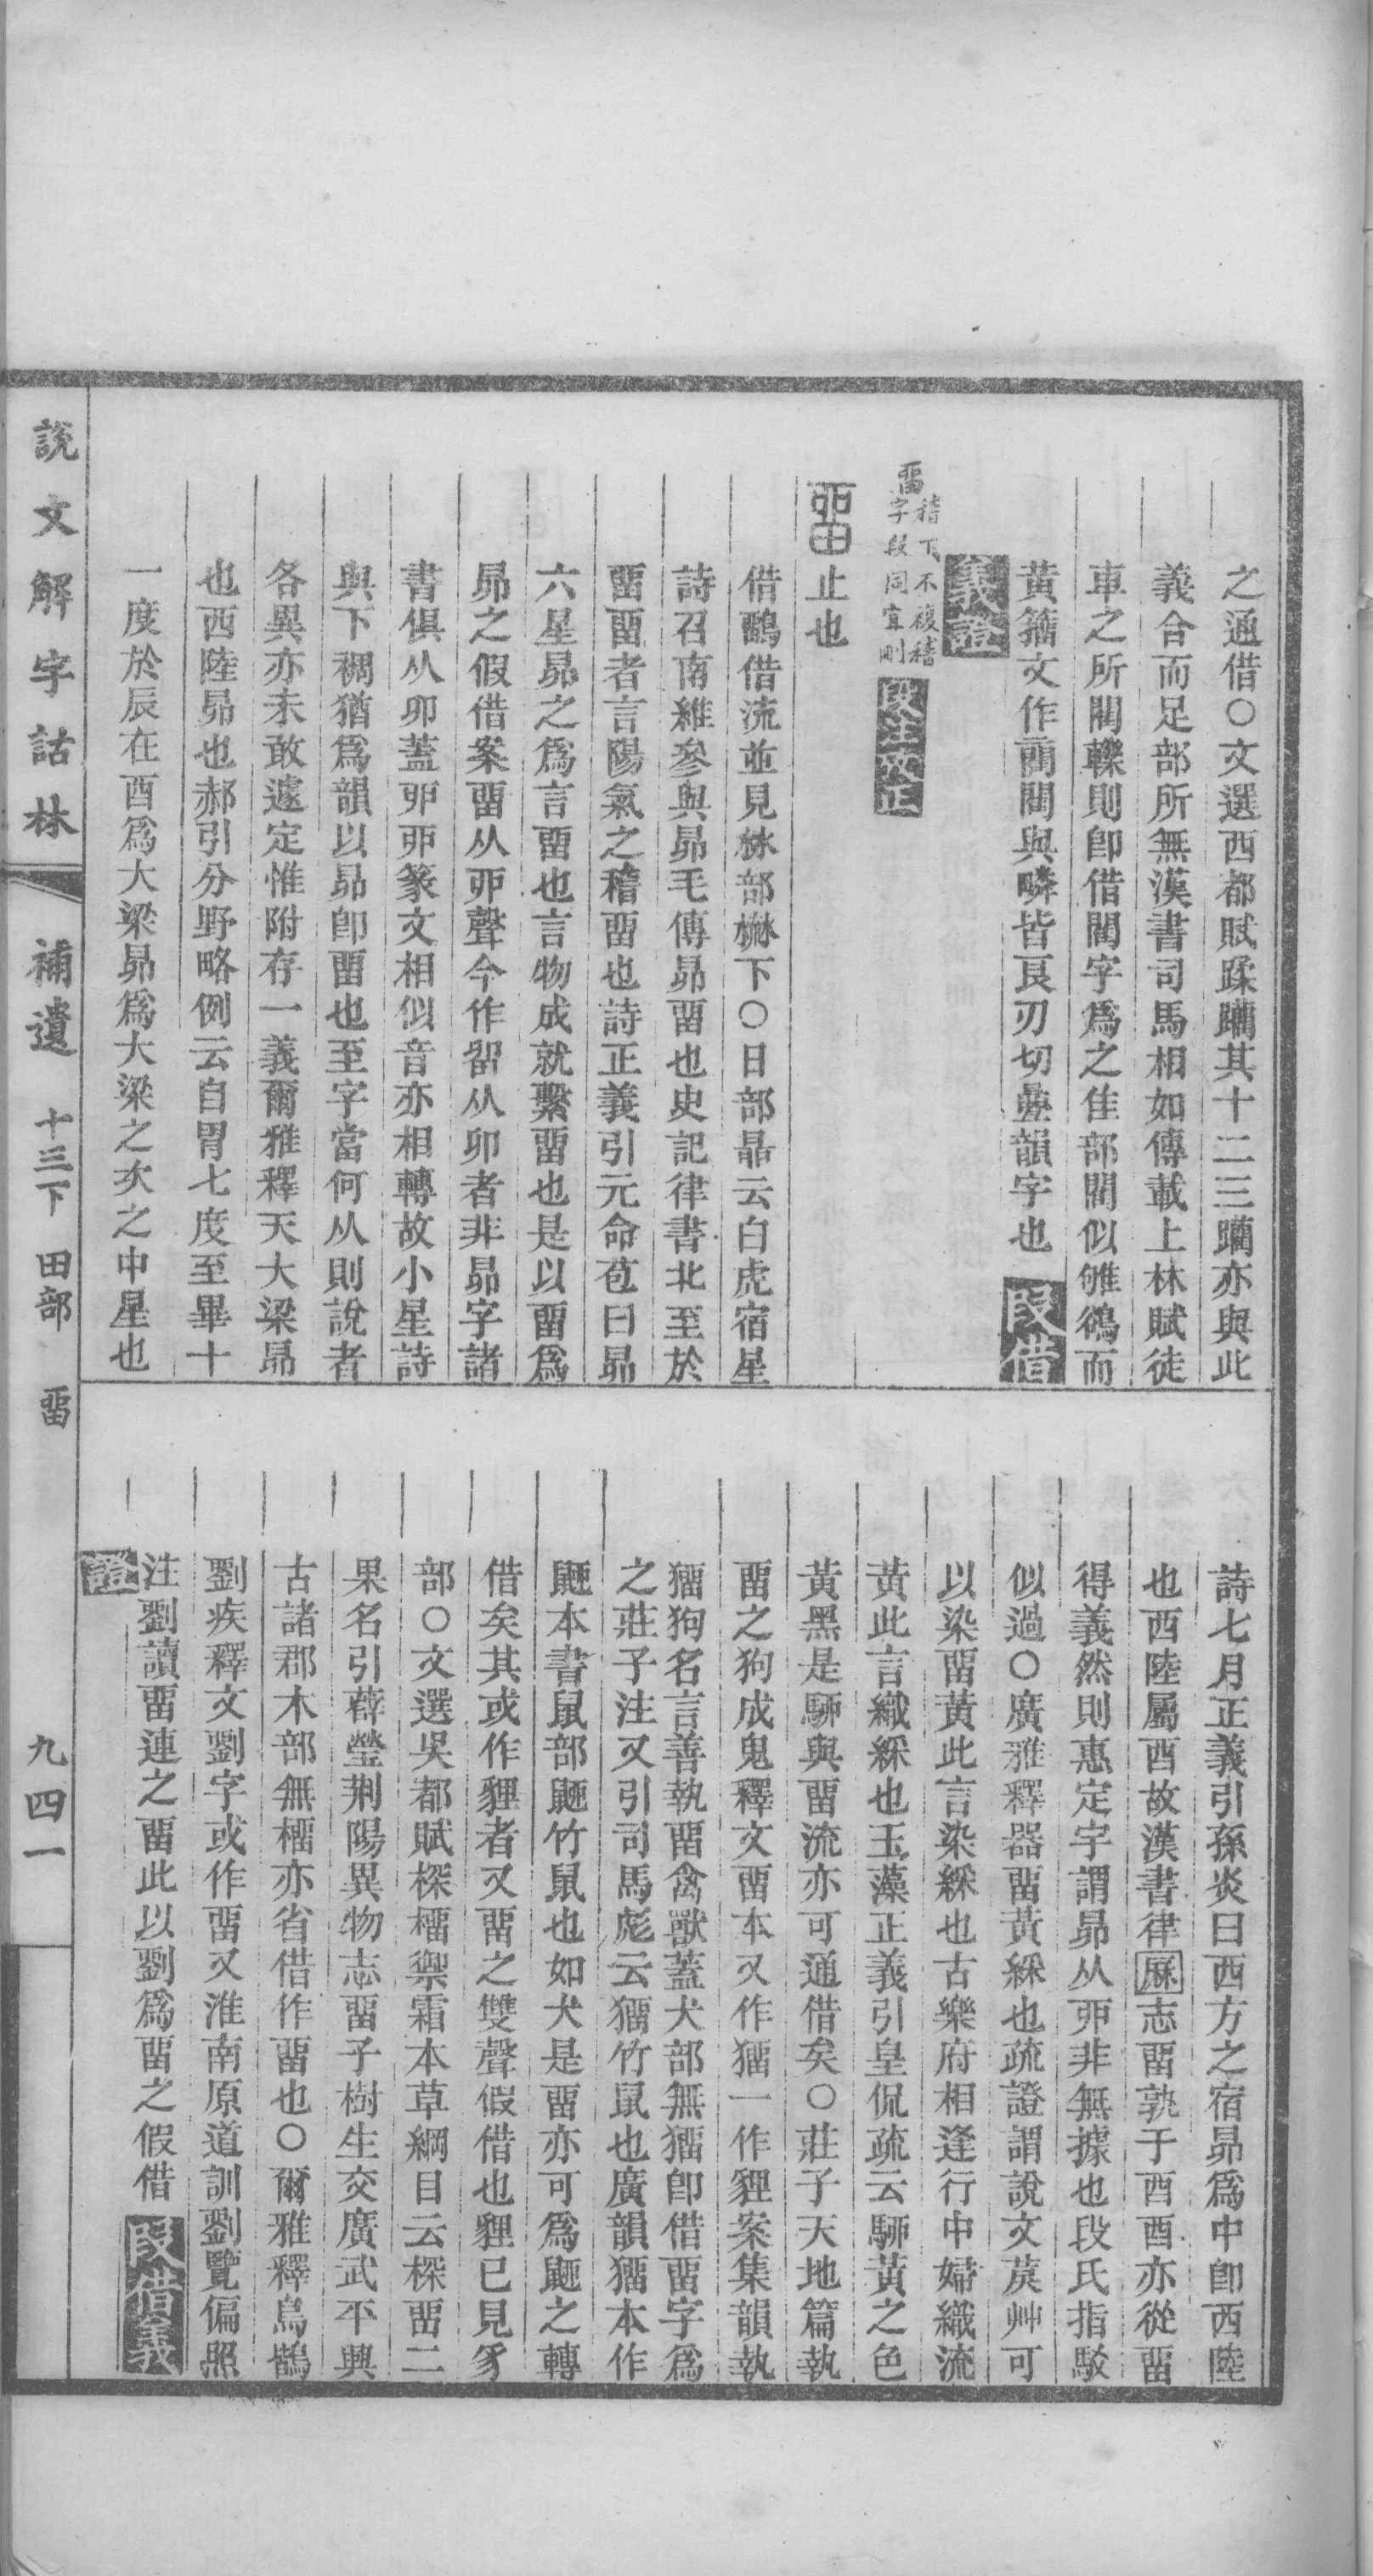 之通借○文選西都賦蹂躪其十二三躪亦與此
義合而足部所無漢書司馬相如傳載上林賦徒
車之所閵轢則卽借閵字爲之隹部閵似雊鵒而
黃籒文作䦨閵與疄皆良刃切疊韻字也 段借
義證
畱字段同宜刪
稽下不複稽
段注攷正
畱止也
借鶹借流並見𣏟部㪔下○日部曐云白虎宿星
詩召南維參與昴毛傳昴畱也史記律書北至於
畱畱者言陽氣之稽畱也詩正義引元命苞曰昴
六星昴之爲言畱也言物成就繫畱也是以畱爲
昴之假借案畱从丣聲今作留从卯者非昴字諸
書俱从卯蓋卯丣篆文相似音亦相轉故小星詩
與下裯猶爲韻以昴卽畱也至字當何从則說者
各異亦未敢遽定惟附存一義爾雅釋天大梁昴
也西陸昴也郝引分野略例云自胃七度至畢十
一度於辰在酉爲大梁昴爲大梁之次之中星也
詩七月正義引孫炎曰西方之宿昴爲中卽西陸
也西陸屬酉故漢書律厤志畱孰于酉酉亦從畱
得義然則惠定宇謂昴从丣非無據也段氏指駁
似過○廣雅釋器畱黃綵也疏證謂說文莀艸可
以染畱黃此言染綵也古樂府相逢行中婦織流
黃此言織綵也玉藻正義引皇侃疏云騮黃之色
黃黑是騮與畱流亦可通借矣○莊子天地篇執
畱之狗成鬼釋文畱本又作獶一作貍案集韻執
獶狗名言善執畱禽獸蓋犬部無獶卽借畱字爲
之莊子注又引司馬彪云獶竹鼠也廣韻獶本作
鼬本書鼠部鼬竹鼠也如犬是畱亦可爲鼬之轉
借矣其或作貍者又畱之雙聲假借也貍已見豸
部○文選吳都賦棎橊禦霜本草綱目云棎畱二
果名引薛瑩荆陽異物志畱子樹生交廣武平興
古諸郡木部無橊亦省借作畱也○爾雅釋鳥鶹
劉疾釋文劉字或作畱又淮南原道訓劉覽偏照
注劉讀畱連之畱此以劉爲畱之假借 段借義
證
說文解字詁林 補遺 十三下 田部 畱 九四一